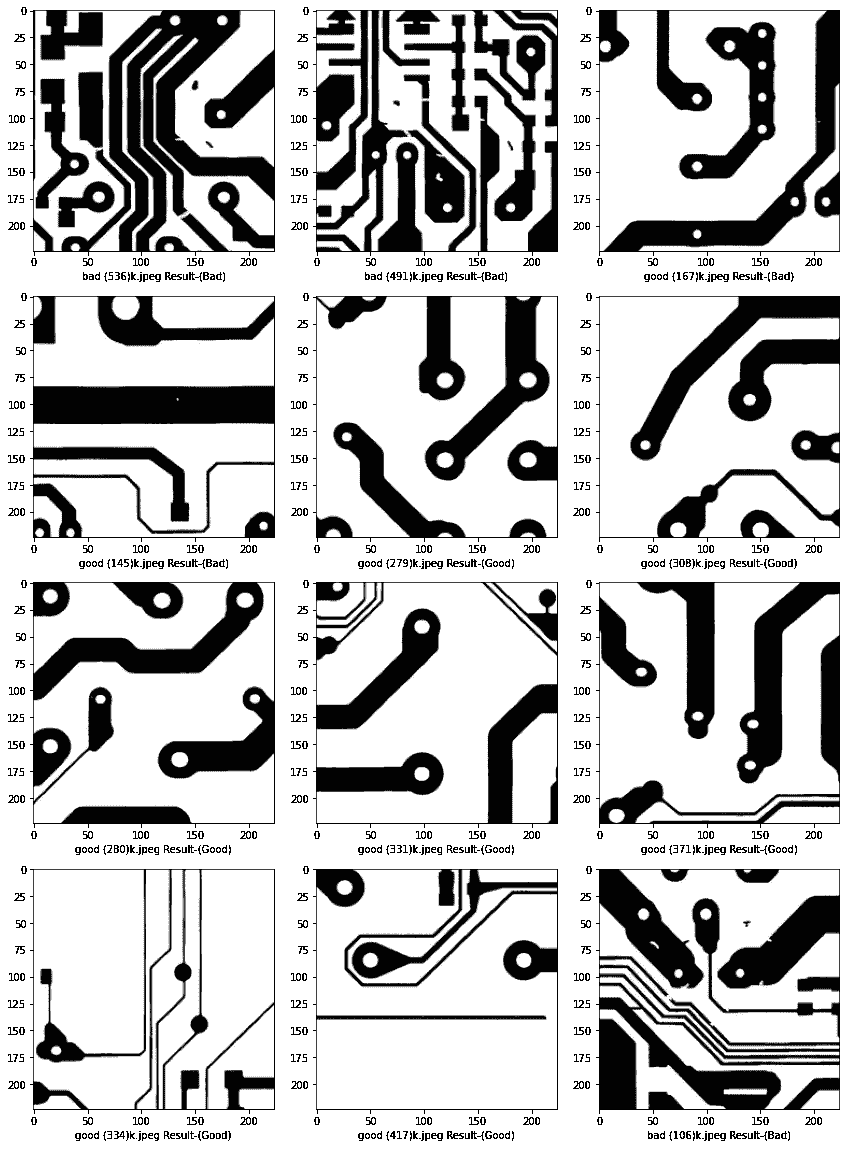 0 0 0
25 25 25
50 50 50
75 75 75
100 100 100
125 125 125
150 150 150
175 175 175
200 200 200
0 50 100 150 200 0 50 100 150 200 0 50 100 150 200
bad (536)k.jpeg Result-(Bad) bad (491)k.jpeg Result-(Bad) good (167)k.jpeg Result-(Bad)
0 0 0
25 25 25
50 50 50
75 75 75
100 100 100
125 125 125
150 150 150
175 175 175
200 200 200
0 50 100 150 200 0 50 100 150 200 0 50 100 150 200
good (145)k.jpeg Result-(Bad) good (279)k.jpeg Result-(Good) good (308)k.jpeg Result-(Good)
0 0 0
25 25 25
50 50 50
75 75 75
100 100 100
125 125 125
150 150 150
175 175 175
200 200 200
0 50 100 150 200 0 50 100 150 200 0 50 100 150 200
good (280)k.jpeg Result-(Good) good (331)k.jpeg Result-(Good) good (371)k.jpeg Result-(Good)
0 0 0
25 25 25
50 50 50
75 75 75
100 100 100
125 125 125
150 150 150
175 175 175
200 200 200
0 50 100 150 200 0 50 100 150 200 0 50 100 150 200
good (334)k.jpeg Result-(Good) good (417)k.jpeg Result-(Good) bad (106)k.jpeg Result-(Bad)